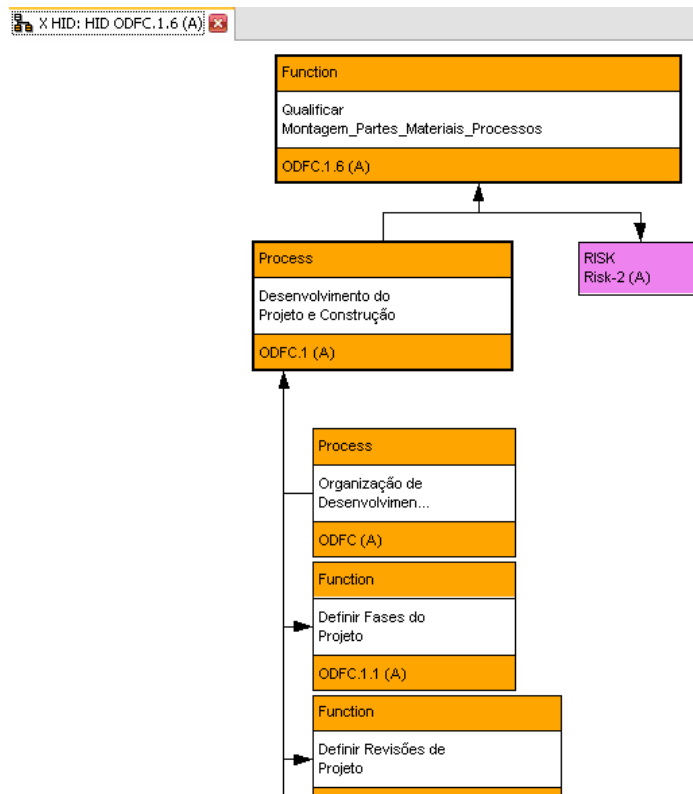 X HID: HID ODFC.1.6 (A)
Function
Qualificar
Montagem_Partes_Materiais_Processos
ODFC.1.6 (A)
Process
Desenvolvimento do
Projeto e Construção
ODFC.1 (A)
RISK
Risk-2 (A)
Process
Organização de
Desenvolvimen...
ODFC (A)
Function
Definir Fases do
Projeto
ODFC.1.1 (A)
Function
Definir Revisões de
Projeto